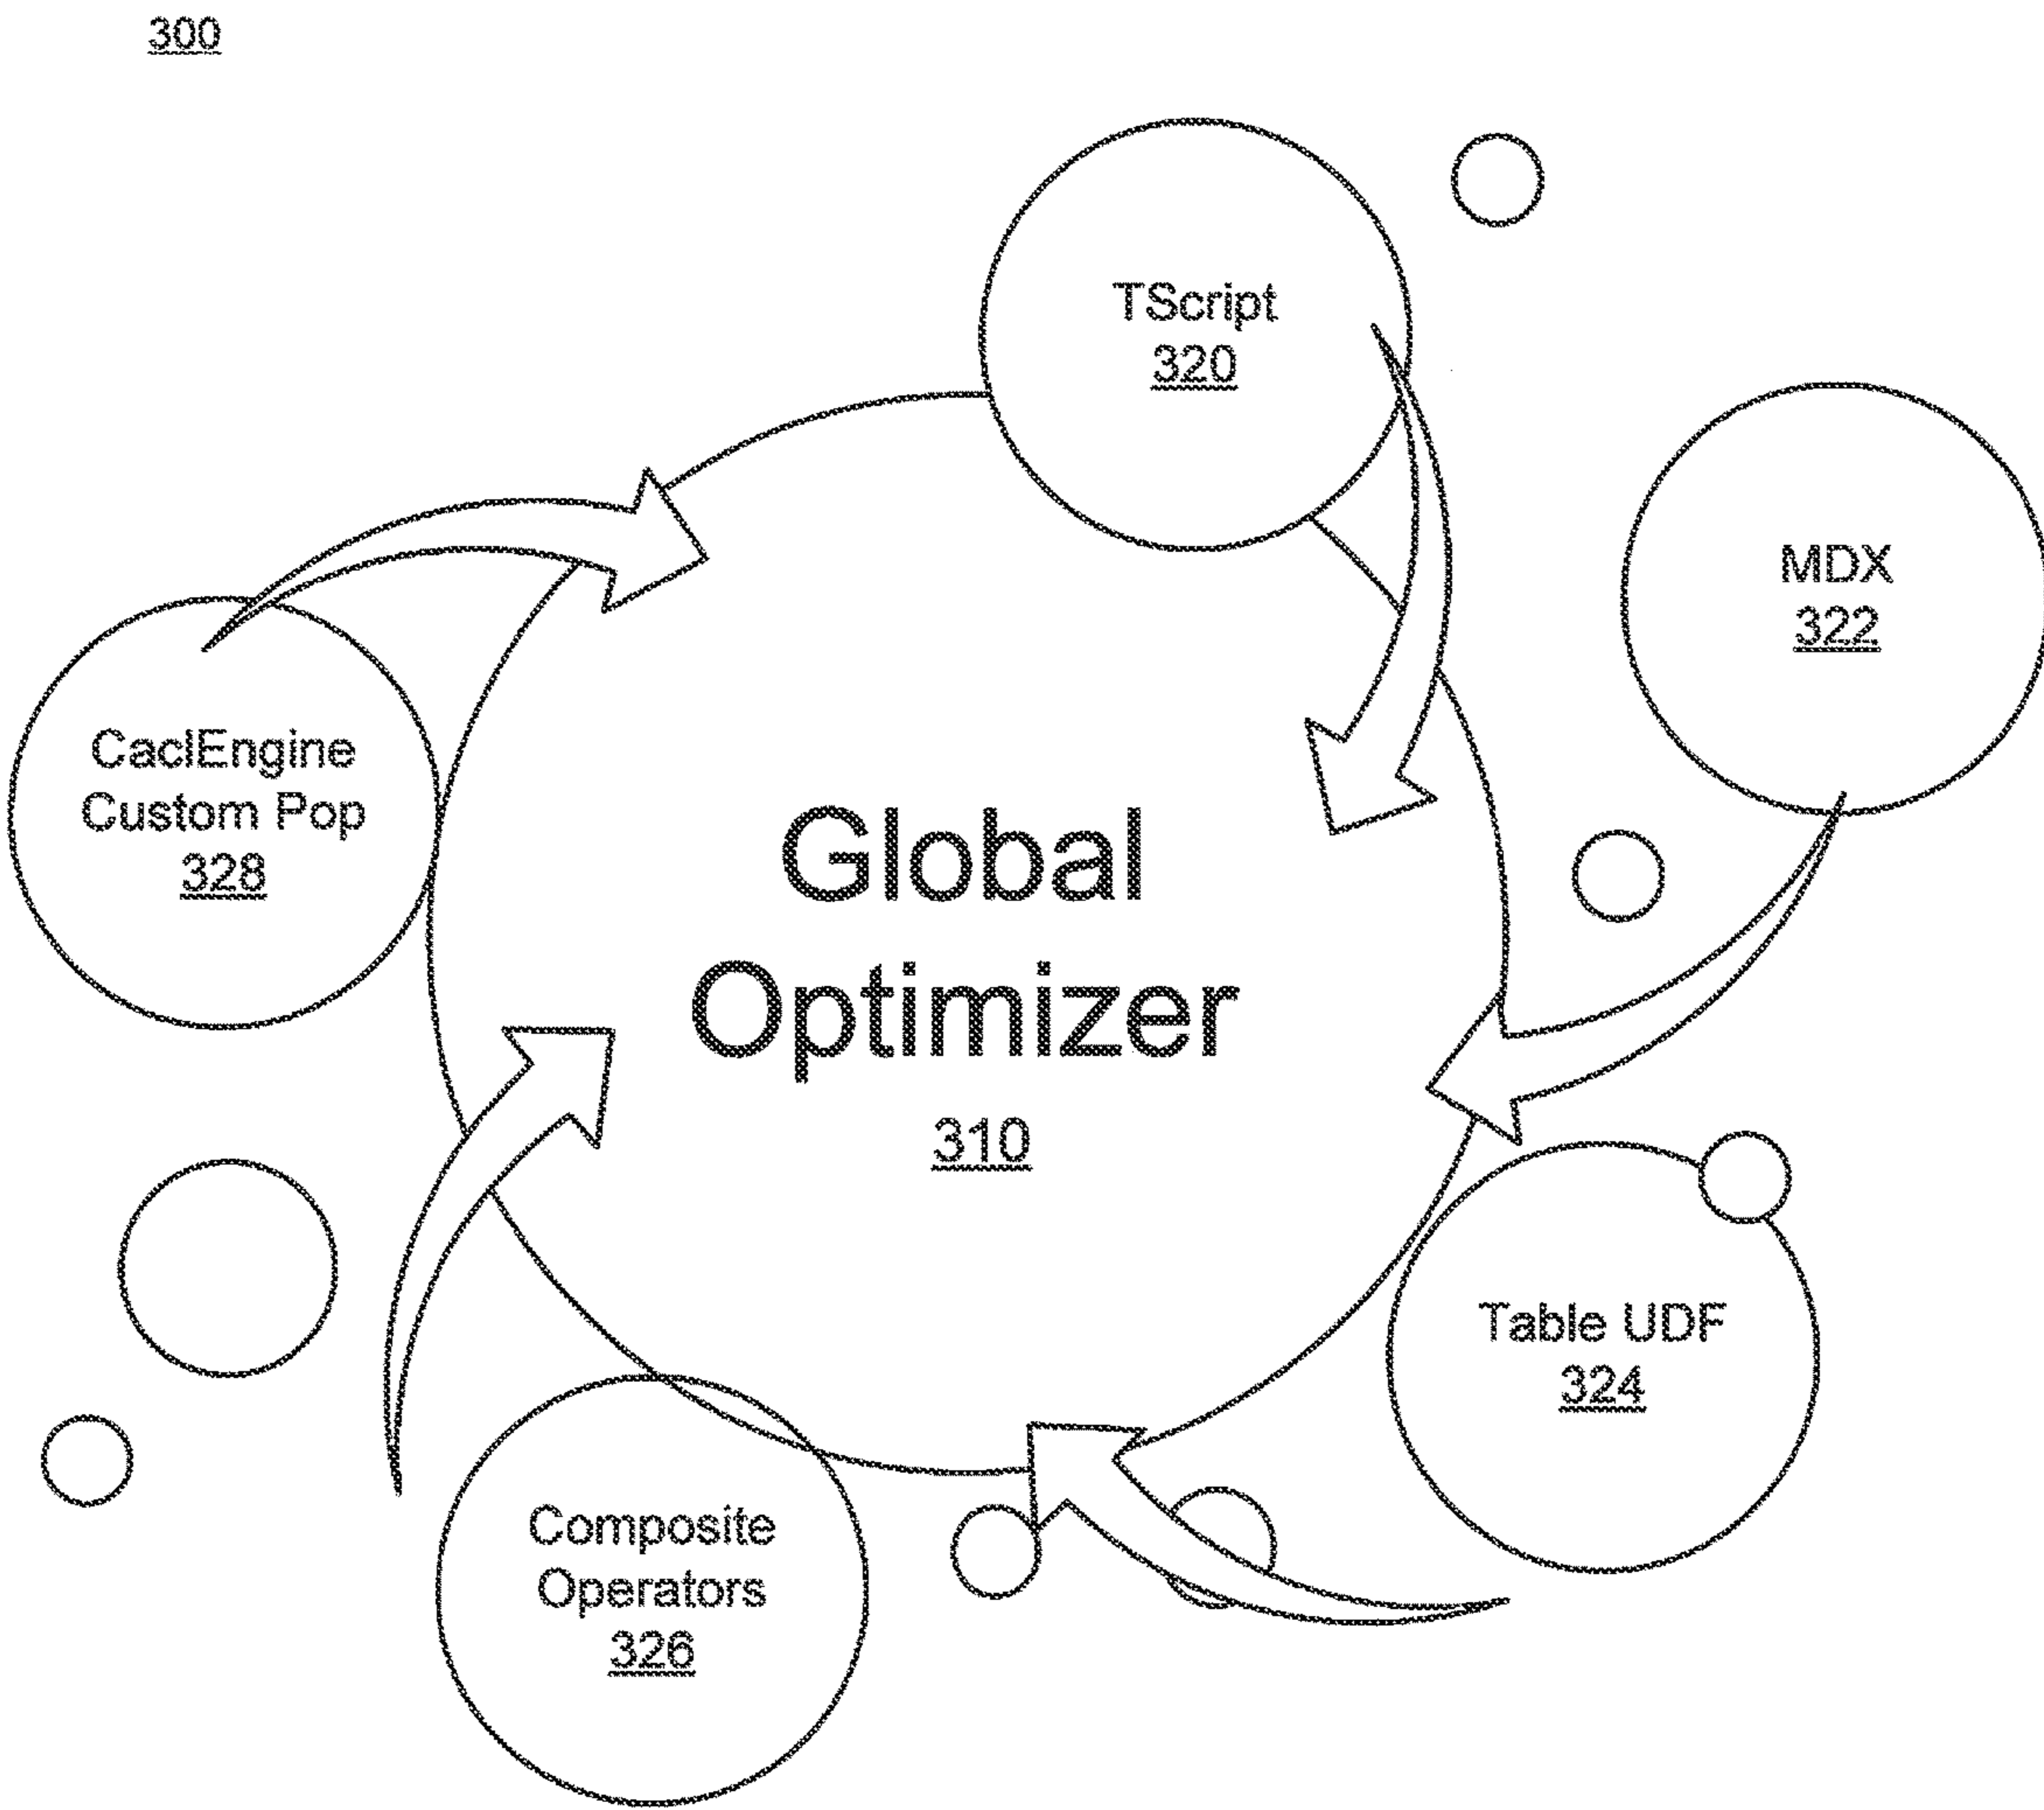 300
TScript
320
MDX
322
CaclEngine
Custom Pop
328
Global
Optimizer
310
Table UDF
324
Composite
Operators
326